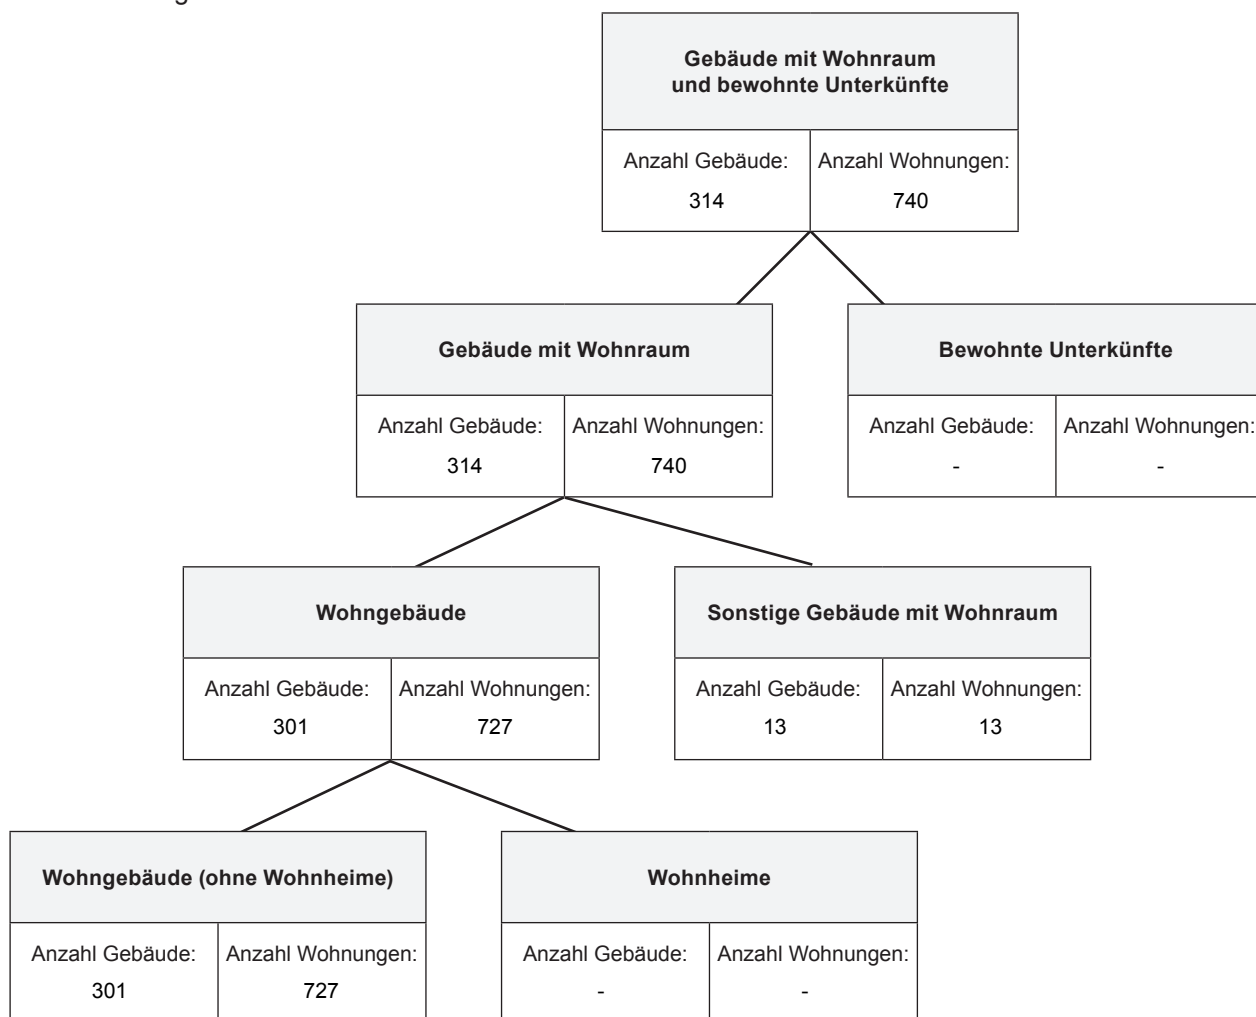 Gebäude mit Wohnraum
und bewohnte Unterkünfte
Anzahl Gebäude: Anzahl Wohnungen:
314 740
Gebäude mit Wohnraum
Anzahl Gebäude: Anzahl Wohnungen:
314 740
Bewohnte Unterkünfte
Anzahl Gebäude: Anzahl Wohnungen:
- -
Wohngebäude
Anzahl Gebäude: Anzahl Wohnungen:
301 727
Sonstige Gebäude mit Wohnraum
Anzahl Gebäude: Anzahl Wohnungen:
13 13
Wohngebäude (ohne Wohnheime)
Anzahl Gebäude: Anzahl Wohnungen:
301 727
Wohnheime
Anzahl Gebäude: Anzahl Wohnungen:
- -